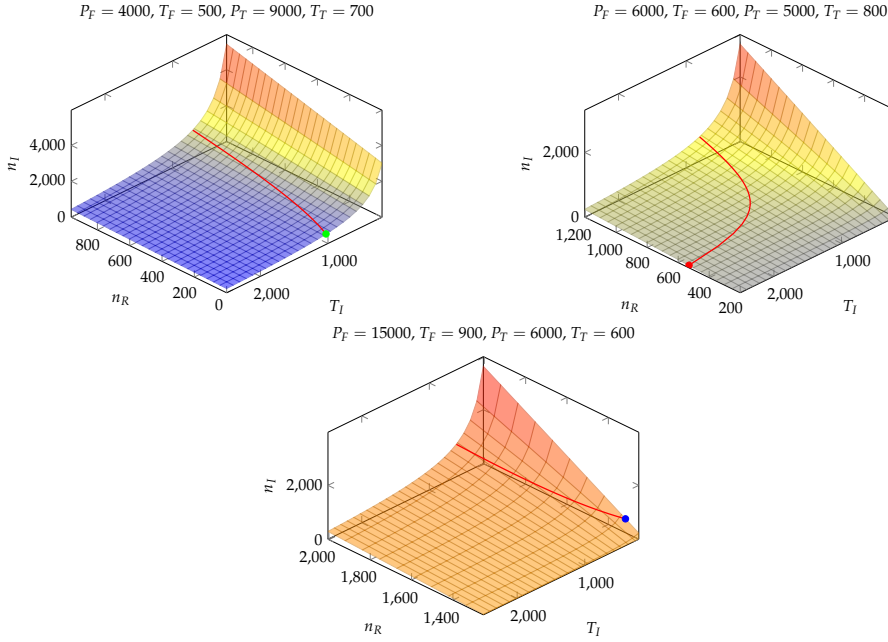 P_F = 4000, T_F = 500, P_T = 9000, T_T = 700
4,000
2,000
0
n_I
800
600
400
200
0
n_R
2,000
1,000
T_I
P_F = 6000, T_F = 600, P_T = 5000, T_T = 800
2,000
0
n_I
1,200
1,000
800
600
400
200
n_R
2,000
1,000
T_I
P_F = 15000, T_F = 900, P_T = 6000, T_T = 600
2,000
0
n_I
2,000
1,800
1,600
1,400
n_R
2,000
1,000
T_I